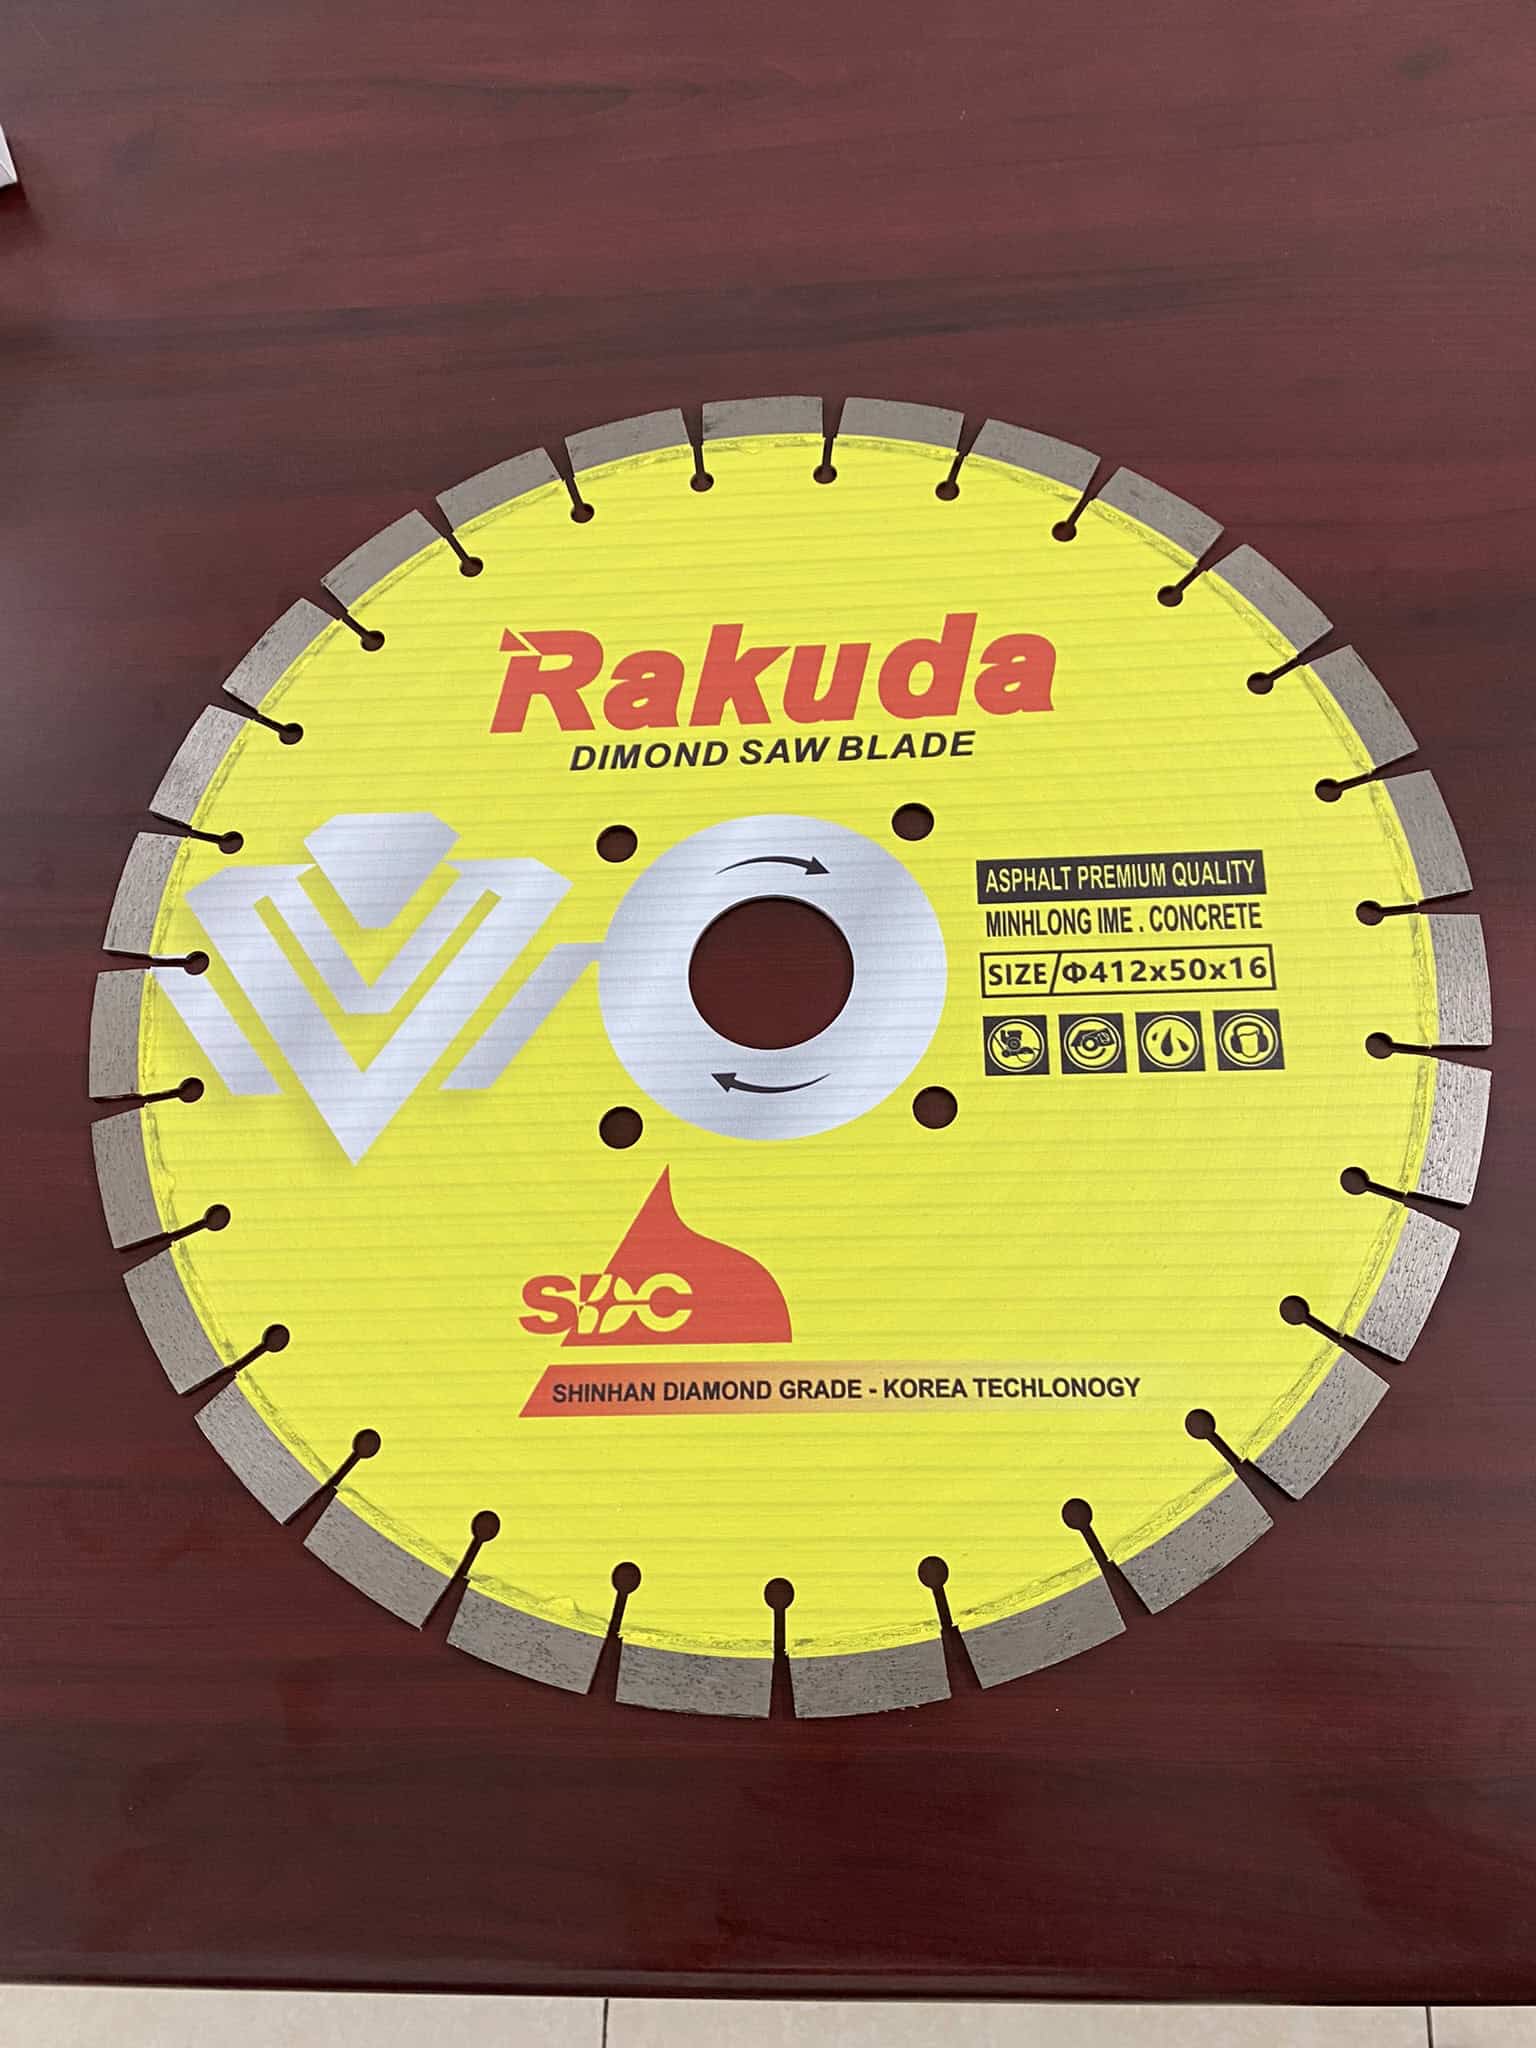 Rakuda
DIMOND SAW BLADE
ASPHALT PREMIUM QUALITY
MINHLONG IME . CONCRETE
SIZE/Φ412x50x16
SDC
SHINHAN DIAMOND GRADE - KOREA TECHLONOGY